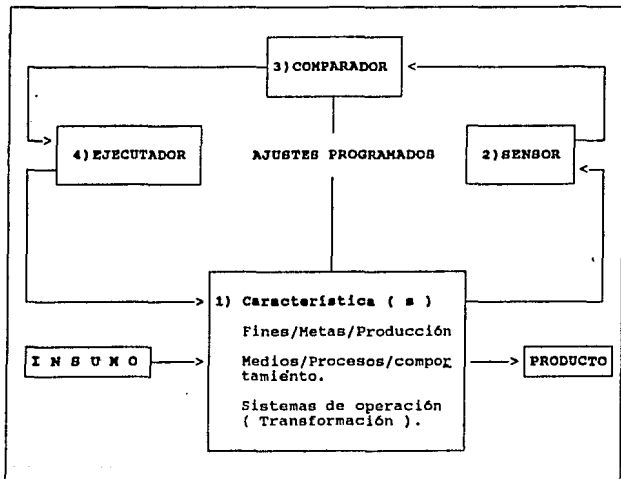 3)COMPARADOR
4)EJECUTADOR
AJUSTES PROGRAMADOS
2)SENSOR
1) Característica ( s )
Fines/Metas/Producción
Medios/Procesos/compor
tamiento.
Sistemas de operación
( Transformación ).
I N S U M O
PRODUCTO